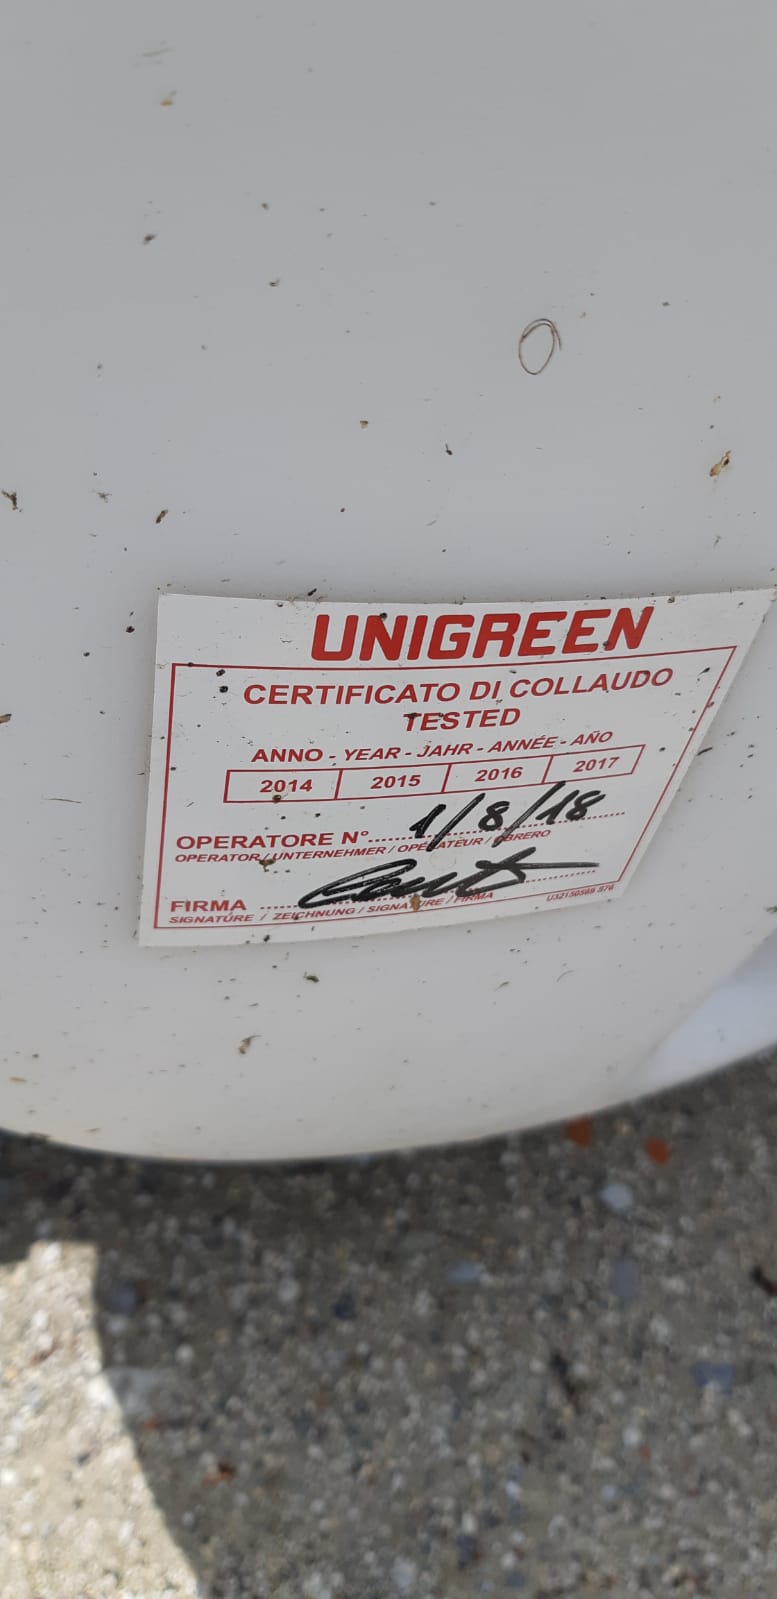 UNIGREEN
CERTIFICATO DI COLLAUDO
TESTED
ANNO - YEAR - JAHR - ANNÉE - AÑO
2014 2015 2016 2017
OPERATORE N° 1/8/18
OPERATOR / UNTERNEHMER / OPÉRATEUR / OBRERO
FIRMA
SIGNATURE / ZEICHNUNG / SIGNATURE / FIRMA